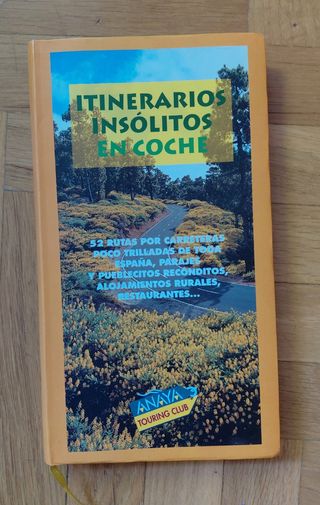 ITINERARIOS
INSÓLITOS
EN COCHE
52 RUTAS POR CARRETERAS
POCO TRILLADAS DE TODA
ESPAÑA, PARAJES
Y PUEBLECITOS RECÓNDITOS,
ALOJAMIENTOS RURALES,
RESTAURANTES...
ANAYA
TOURING CLUB